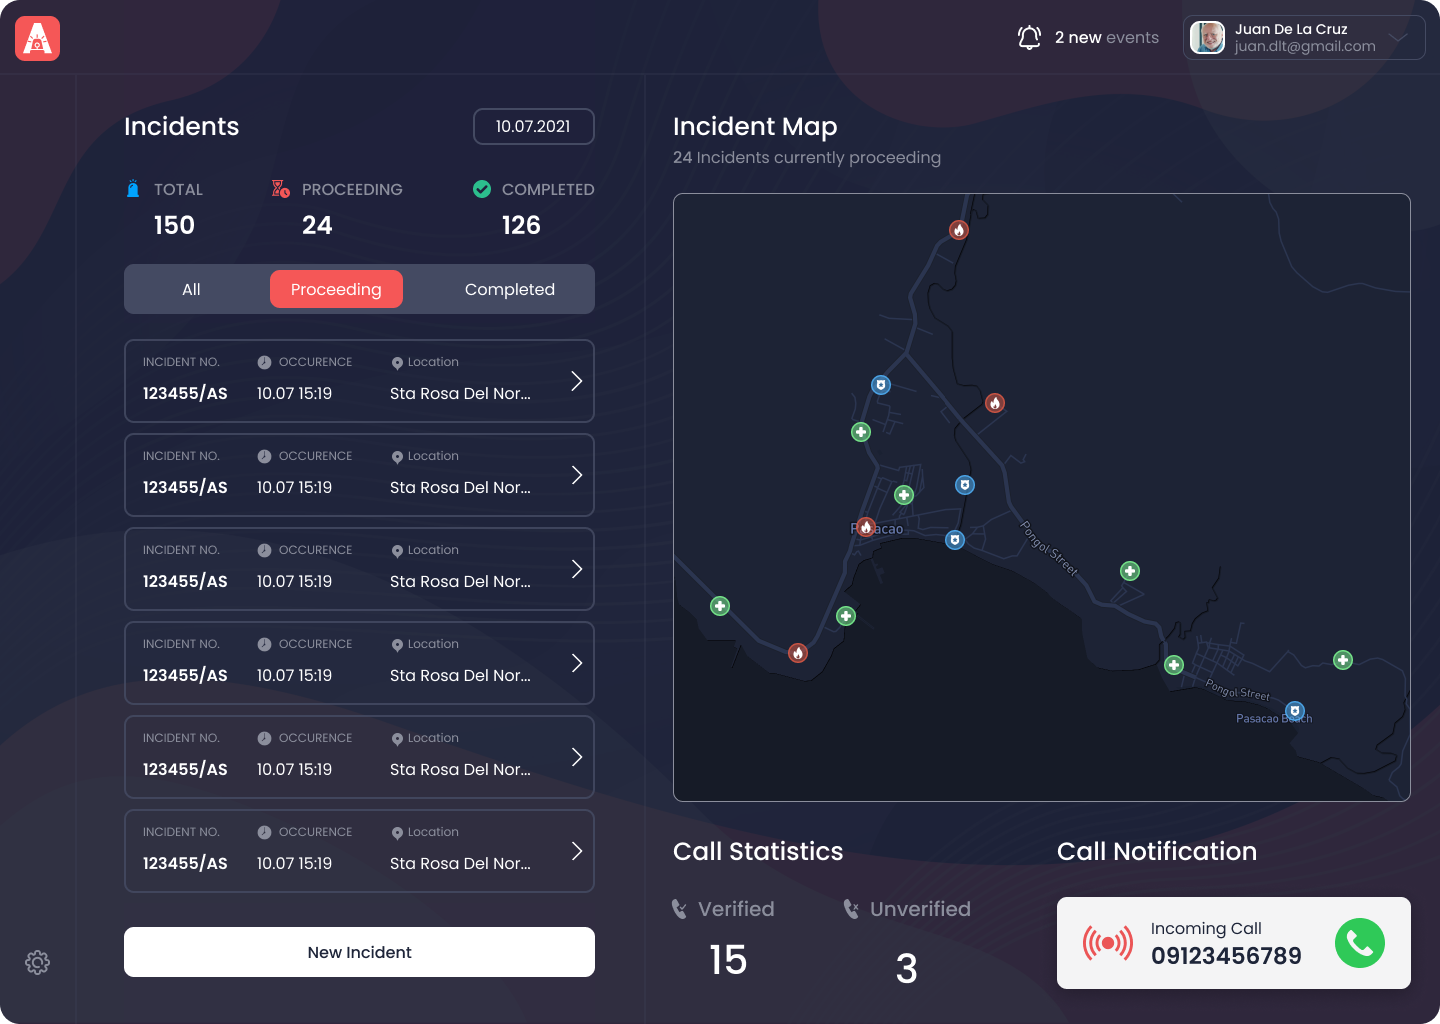 2 new events
Juan De La Cruz
juan.dlt@gmail.com
Incidents
10.07.2021
TOTAL
150
PROCEEDING
24
COMPLETED
126
All
Proceeding
Completed
INCIDENT NO. OCCURENCE Location
123455/AS 10.07 15:19 Sta Rosa Del Nor...
INCIDENT NO. OCCURENCE Location
123455/AS 10.07 15:19 Sta Rosa Del Nor...
INCIDENT NO. OCCURENCE Location
123455/AS 10.07 15:19 Sta Rosa Del Nor...
INCIDENT NO. OCCURENCE Location
123455/AS 10.07 15:19 Sta Rosa Del Nor...
INCIDENT NO. OCCURENCE Location
123455/AS 10.07 15:19 Sta Rosa Del Nor...
INCIDENT NO. OCCURENCE Location
123455/AS 10.07 15:19 Sta Rosa Del Nor...
New Incident
Incident Map
24 Incidents currently proceeding
Pasacao
Pongol Street
Pongol Street
Pasacao Beach
Call Statistics
Verified
15
Unverified
3
Call Notification
Incoming Call
09123456789